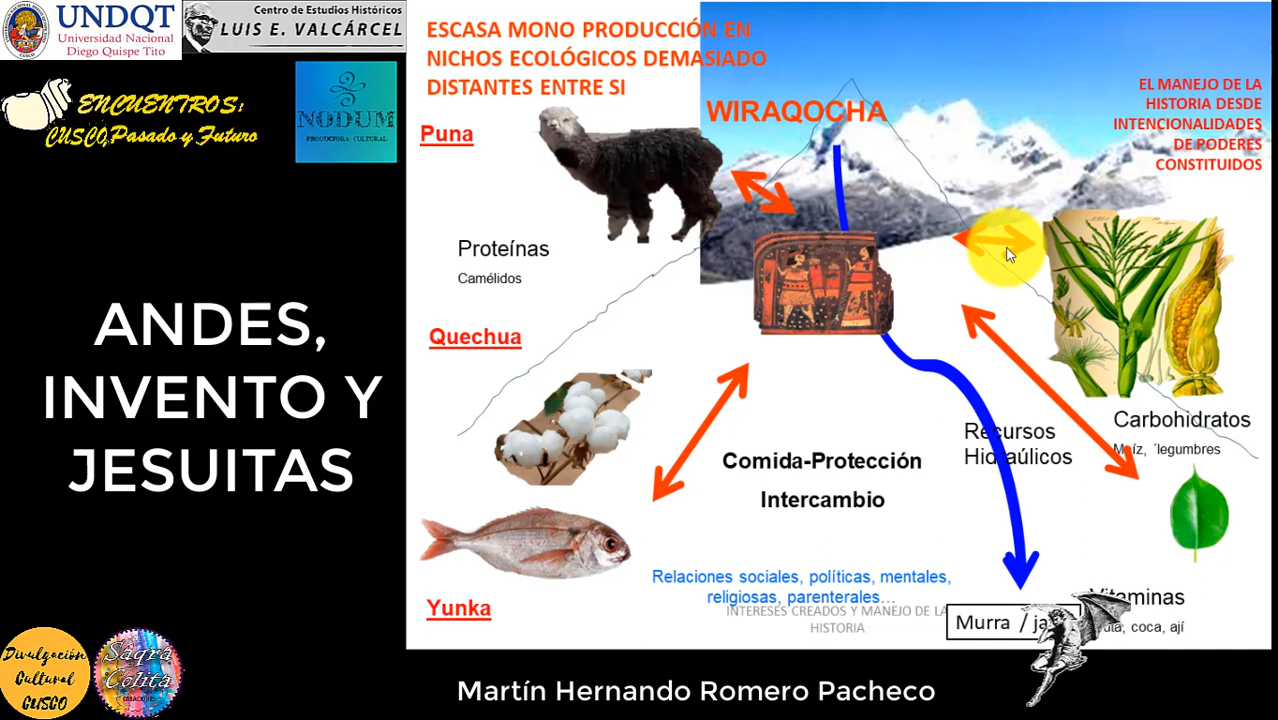 UNDQT
Universidad Nacional
Diego Quispe Tito
Centro de Estudios Históricos
LUIS E. VALCÁRCEL
ENCUENTROS:
CUSCO, Pasado y Futuro
NODUM
PRODUCTORA CULTURAL
ANDES,
INVENTO Y
JESUITAS
Divulgación
Cultural
CUSCO
Saqra
Colita
ESCASA MONO PRODUCCIÓN EN
NICHOS ECOLÓGICOS DEMASIADO
DISTANTES ENTRE SI
WIRAQOCHA
EL MANEJO DE LA
HISTORIA DESDE
INTENCIONALIDADES
DE PODERES
CONSTITUIDOS
Puna
Proteínas
Camélidos
Quechua
Carbohidratos
Maíz, ´legumbres
Recursos
Hidraúlicos
Comida-Protección
Intercambio
Relaciones sociales, políticas, mentales,
religiosas, parenterales...
INTERESES CREADOS Y MANEJO DE LA
HISTORIA
Yunka
Murra /
Vitaminas
coca, ají
Martín Hernando Romero Pacheco